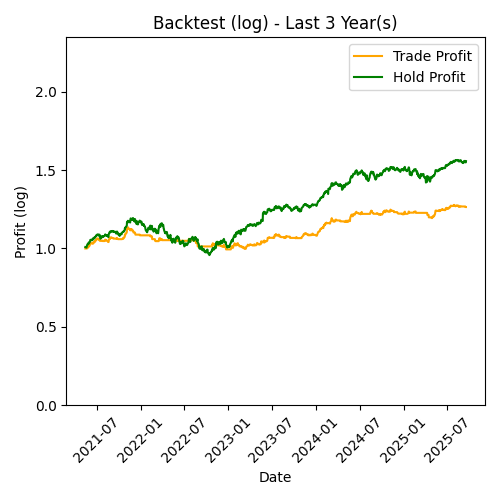 Backtest (log) - Last 3 Year(s)
Trade Profit
Hold Profit
Profit (log)
2.0
1.5
1.0
0.5
0.0
2021-07
2022-01
2022-07
2023-01
2023-07
2024-01
2024-07
2025-01
2025-07
Date